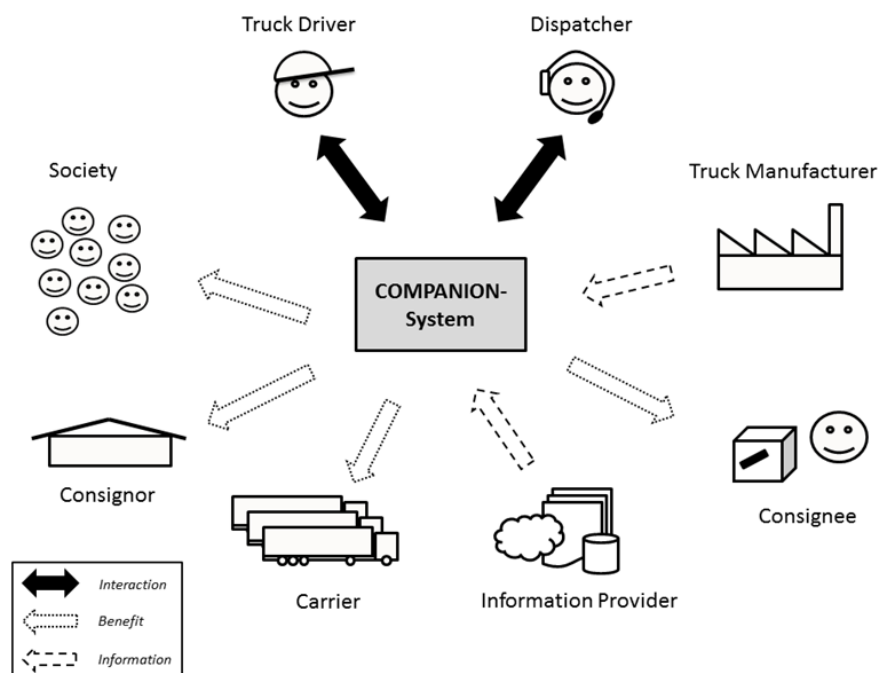 Truck Driver
Dispatcher
Society
Truck Manufacturer
COMPANION-
System
Consignor
Consignee
Carrier
Information Provider
Interaction
Benefit
Information